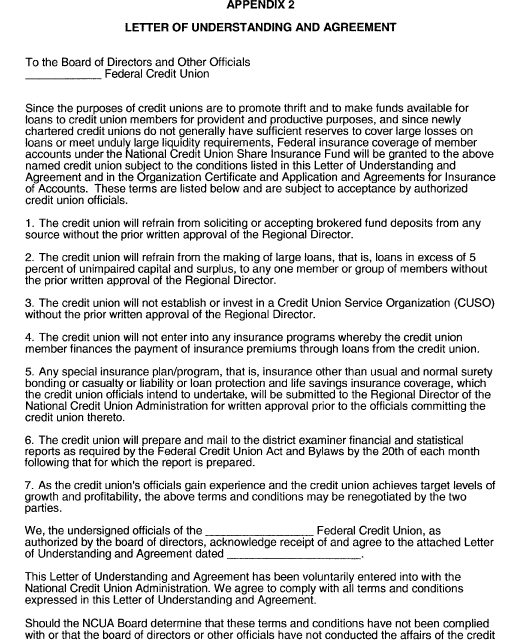 APPENDIX 2
LETTER OF UNDERSTANDING AND AGREEMENT
To the Board of Directors and Other Officials
____________ Federal Credit Union
Since the purposes of credit unions are to promote thrift and to make funds available for
loans to credit union members for provident and productive purposes, and since newly
chartered credit unions do not generally have sufficient reserves to cover large losses on
loans or meet unduly large liquidity requirements, Federal insurance coverage of member
accounts under the National Credit Union Share Insurance Fund will be granted to the above
named credit union subject to the conditions listed in this Letter of Understanding and
Agreement and in the Organization Certificate and Application and Agreements for Insurance
of Accounts. These terms are listed below and are subject to acceptance by authorized
credit union officials.
1. The credit union will refrain from soliciting or accepting brokered fund deposits from any
source without the prior written approval of the Regional Director.
2. The credit union will refrain from the making of large loans, that is, loans in excess of 5
percent of unimpaired capital and surplus, to any one member or group of members without
the prior written approval of the Regional Director.
3. The credit union will not establish or invest in a Credit Union Service Organization (CUSO)
without the prior written approval of the Regional Director.
4. The credit union will not enter into any insurance programs whereby the credit union
member finances the payment of insurance premiums through loans from the credit union.
5. Any special insurance plan/program, that is, insurance other than usual and normal surety
bonding or casualty or liability or loan protection and life savings insurance coverage, which
the credit union officials intend to undertake, will be submitted to the Regional Director of the
National Credit Union Administration for written approval prior to the officials committing the
credit union thereto.
6. The credit union will prepare and mail to the district examiner financial and statistical
reports as required by the Federal Credit Union Act and Bylaws by the 20th of each month
following that for which the report is prepared.
7. As the credit union's officials gain experience and the credit union achieves target levels of
growth and profitability, the above terms and conditions may be renegotiated by the two
parties.
We, the undersigned officials of the _________________ Federal Credit Union, as
authorized by the board of directors, acknowledge receipt of and agree to the attached Letter
of Understanding and Agreement dated _____________________.
This Letter of Understanding and Agreement has been voluntarily entered into with the
National Credit Union Administration. We agree to comply with all terms and conditions
expressed in this Letter of Understanding and Agreement.
Should the NCUA Board determine that these terms and conditions have not been complied
with or that the board of directors or other officials have not conducted the affairs of the credit